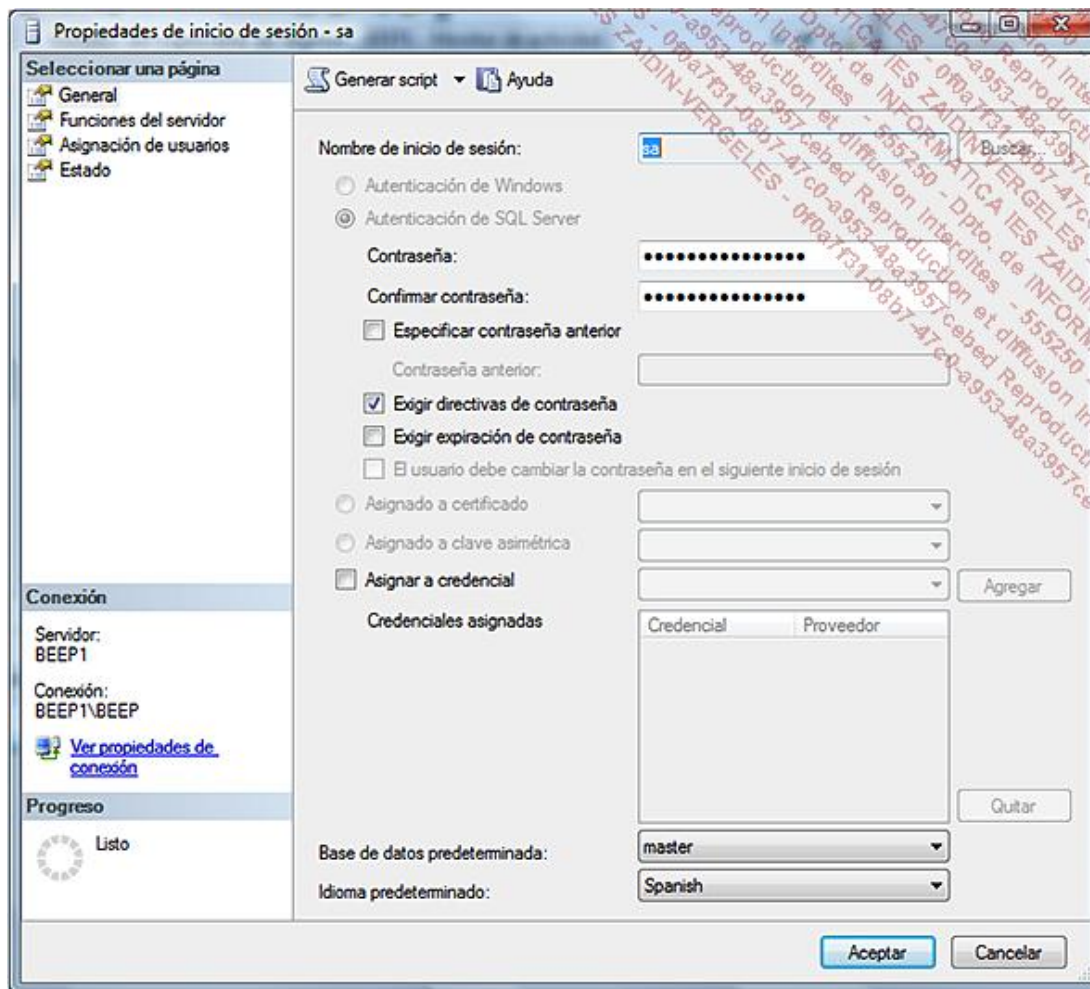 Propiedades de inicio de sesión - sa
Seleccionar una página
General
Funciones del servidor
Asignación de usuarios
Estado
Generar script
Ayuda
Nombre de inicio de sesión:
sa
Buscar...
Autenticación de Windows
Autenticación de SQL Server
Contraseña:
●●●●●●●●●●●●●●●
Confirmar contraseña:
●●●●●●●●●●●●●●●
Especificar contraseña anterior
Contraseña anterior:
Exigir directivas de contraseña
Exigir expiración de contraseña
El usuario debe cambiar la contraseña en el siguiente inicio de sesión
Asignado a certificado
Asignado a clave asimétrica
Asignar a credencial
Agregar
Credenciales asignadas
Credencial Proveedor
Quitar
Base de datos predeterminada:
master
Idioma predeterminado:
Spanish
Conexión
Servidor:
BEEP1
Conexión:
BEEP1\BEEP
Ver propiedades de
conexión
Progreso
Listo
Aceptar
Cancelar